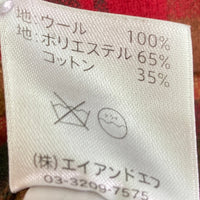 地:ウール 100%
地:ポリエステル 65%
コットン 35%
(株)エイアンドエフ
03-3209-7575